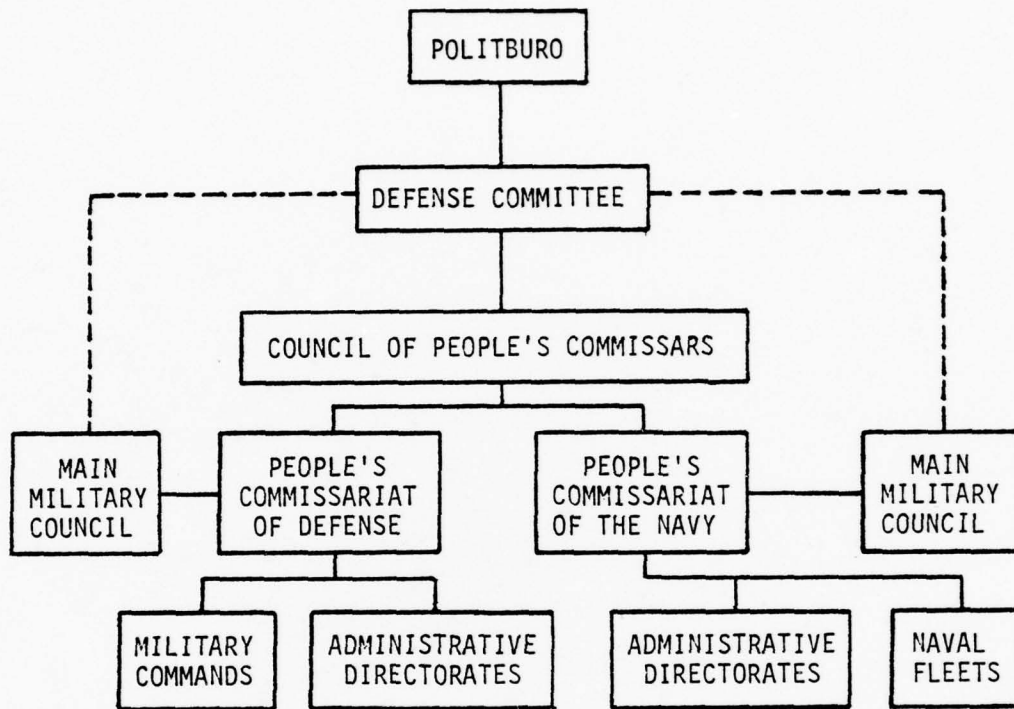 POLITBURO
DEFENSE COMMITTEE
COUNCIL OF PEOPLE'S COMMISSARS
MAIN
MILITARY
COUNCIL
PEOPLE'S
COMMISSARIAT
OF DEFENSE
PEOPLE'S
COMMISSARIAT
OF THE NAVY
MAIN
MILITARY
COUNCIL
MILITARY
COMMANDS
ADMINISTRATIVE
DIRECTORATES
ADMINISTRATIVE
DIRECTORATES
NAVAL
FLEETS